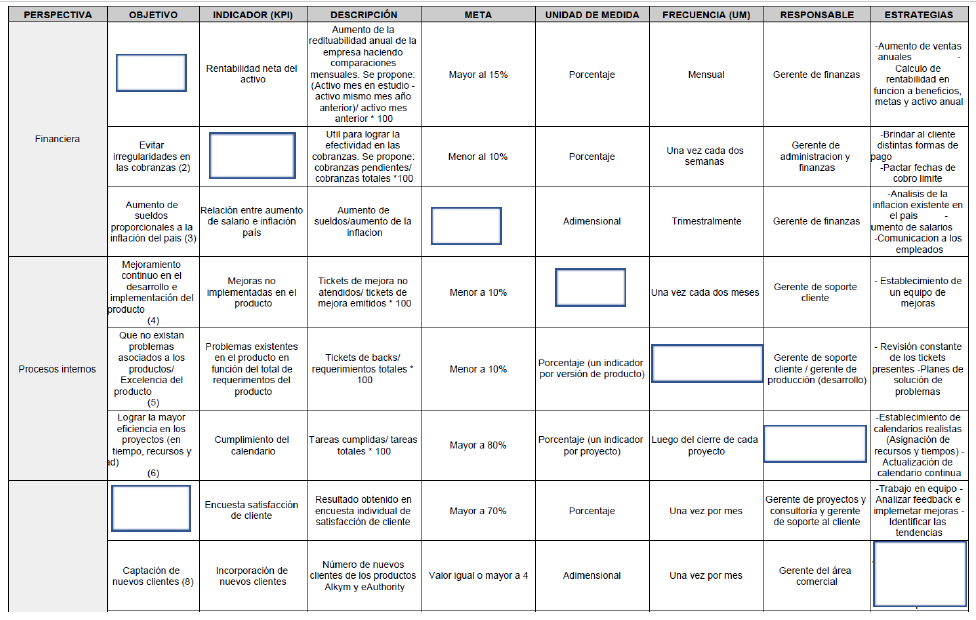 PERSPECTIVA OBJETIVO INDICADOR (KPI) DESCRIPCIÓN META UNIDAD DE MEDIDA FRECUENCIA (UM) RESPONSABLE ESTRATEGIAS
Financiera
Rentabilidad neta del
activo
Aumento de la
redituabilidad anual de la
empresa haciendo
comparaciones
mensuales. Se propone:
(Activo mes en estudio -
activo mismo mes año
anterior)/ activo mes
anterior * 100
Mayor al 15%
Porcentaje
Mensual
Gerente de finanzas
-Aumento de ventas
anuales -
Calculo de
rentabilidad en
funcion a beneficios,
metas y activo anual
Evitar
irregularidades en
las cobranzas (2)
Util para lograr la
efectividad en las
cobranzas. Se propone:
cobranzas pendientes/
cobranzas totales *100
Menor al 10%
Porcentaje
Una vez cada dos
semanas
Gerente de
administracion y
finanzas
-Brindar al cliente
distintas formas de
pago
-Pactar fechas de
cobro limite
Aumento de
sueldos
proporcionales a la
inflación del pais (3)
Relación entre aumento
de salario e inflación
país
Aumento de
sueldos/aumento de la
inflacion
Adimensional
Trimestralmente
Gerente de finanzas
-Analisis de la
inflacion existente en
el pais -
umento de salarios
-Comunicacion a los
empleados
Procesos internos
Mejoramiento
continuo en el
desarrollo e
implementación del
producto
(4)
Mejoras no
implementadas en el
producto
Tickets de mejora no
atendidos/ tickets de
mejora emitidos * 100
Menor a 10%
Una vez cada dos meses
Gerente de soporte
cliente
- Establecimiento de
un equipo de
mejoras
Que no existan
problemas
asociados a los
productos/
Excelencia del
producto
(5)
Problemas existentes
en el producto en
función del total de
requerimentos del
producto
Tickets de backs/
requerimientos totales *
100
Menor a 10%
Porcentaje (un indicador
por versión de producto)
Gerente de soporte
cliente / gerente de
producción (desarrollo)
- Revisión constante
de los tickets
presentes -Planes de
solución de
problemas
Lograr la mayor
eficiencia en los
proyectos (en
tiempo, recursos y
d)
(6)
Cumplimiento del
calendario
Tareas cumplidas/ tareas
totales * 100
Mayor a 80%
Porcentaje (un indicador
por proyecto)
Luego del cierre de cada
proyecto
-Establecimiento de
calendarios realistas
(Asignación de
recursos y tiempos) -
Actualización de
calendario continua
Encuesta satisfacción
de cliente
Resultado obtenido en
encuesta individual de
satisfacción de cliente
Mayor a 70%
Porcentaje
Una vez por mes
Gerente de proyectos y
consultoría y gerente
de soporte al cliente
-Trabajo en equipo -
Analizar feedback e
implemetar mejoras -
Identificar las
tendencias
Captación de
nuevos clientes (8)
Incorporación de
nuevos clientes
Número de nuevos
clientes de los productos
Alkym y eAuthority
Valor igual o mayor a 4
Adimensional
Una vez por mes
Gerente del área
comercial